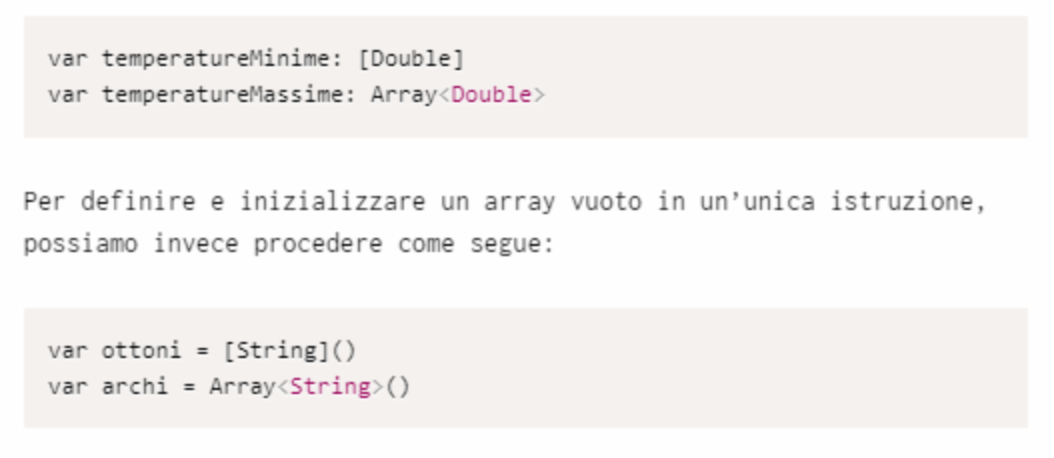 var temperatureMinime: [Double]
var temperatureMassime: Array<Double>
Per definire e inizializzare un array vuoto in un’unica istruzione,
possiamo invece procedere come segue:
var ottoni = [String]()
var archi = Array<String>()